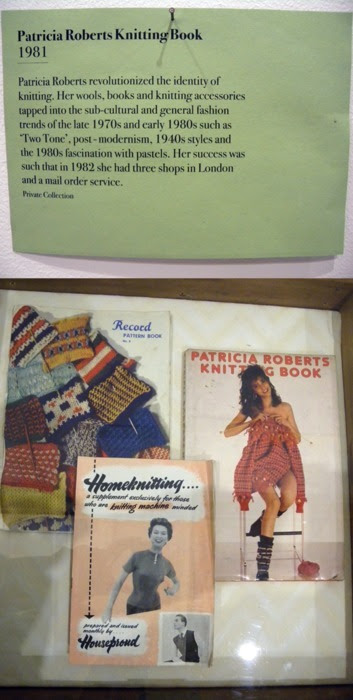 Patricia Roberts Knitting Book
1981
Patricia Roberts revolutionized the identity of
knitting. Her wools, books and knitting accessories
tapped into the sub-cultural and general fashion
trends of the late 1970s and early 1980s such as
'Two Tone', post-modernism, 1940s styles and
the 1980s fascination with pastels. Her success was
such that in 1982 she had three shops in London
and a mail order service.
Private Collection
Record
PATTERN BOOK
PATRICIA ROBERTS
KNITTING BOOK
Homeknitting....
a supplement exclusively for those
who are knitting machine minded
prepared and issued
monthly by...
Houseproud